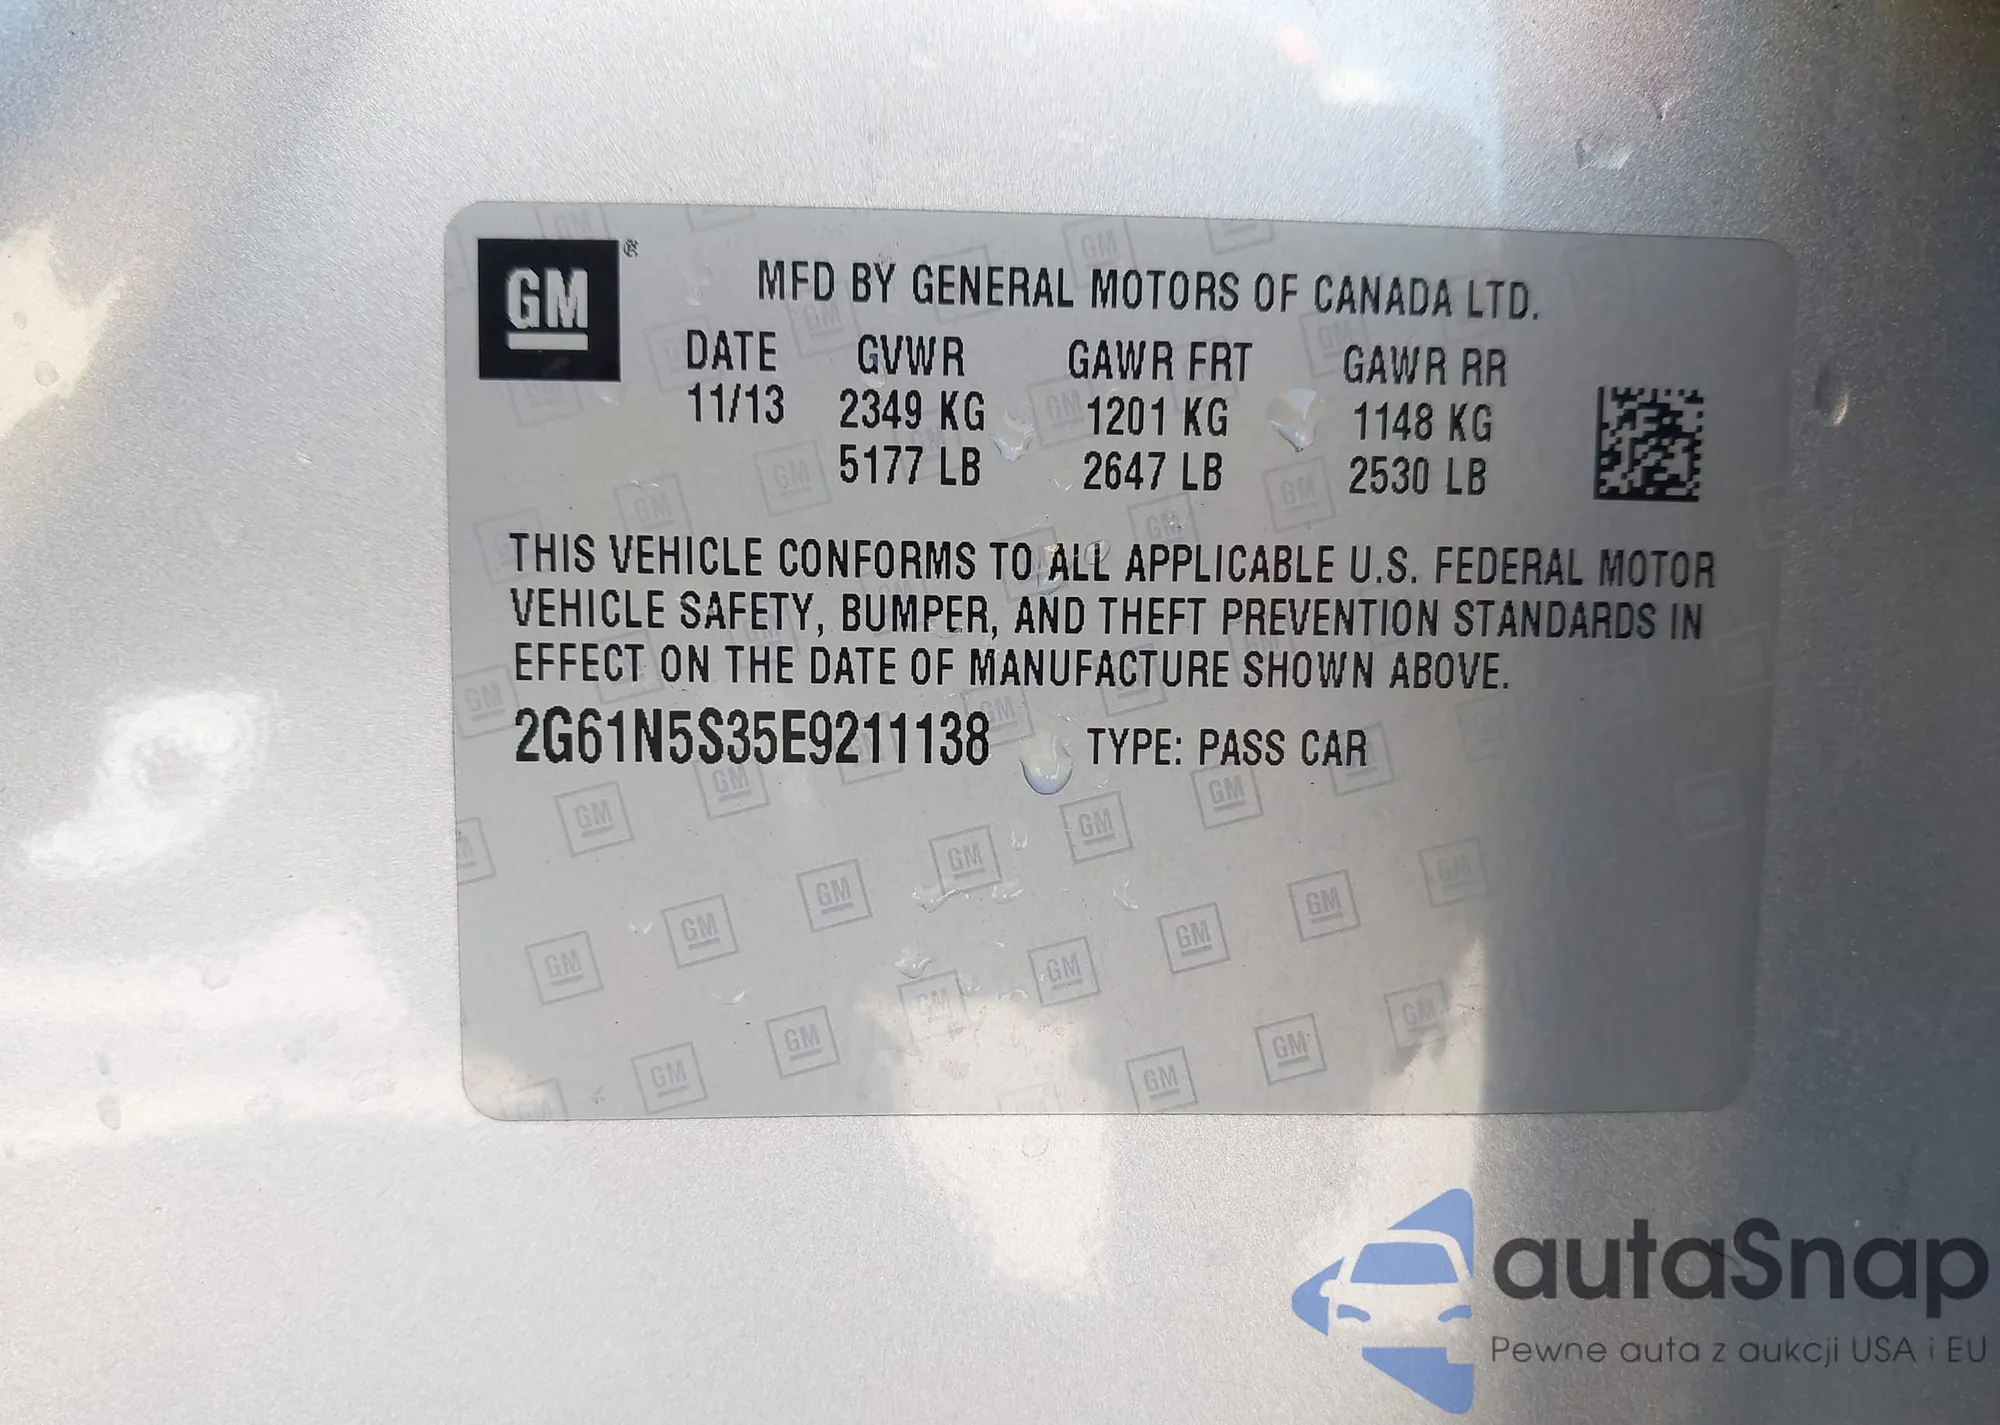 GM ®
MFD BY GENERAL MOTORS OF CANADA LTD.
DATE GVWR GAWR FRT GAWR RR
11/13 2349 KG 1201 KG 1148 KG
5177 LB 2647 LB 2530 LB
THIS VEHICLE CONFORMS TO ALL APPLICABLE U.S. FEDERAL MOTOR
VEHICLE SAFETY, BUMPER, AND THEFT PREVENTION STANDARDS IN
EFFECT ON THE DATE OF MANUFACTURE SHOWN ABOVE.
2G61N5S35E9211138 TYPE: PASS CAR
autaSnap
Pewne auta z aukcji USA i EU